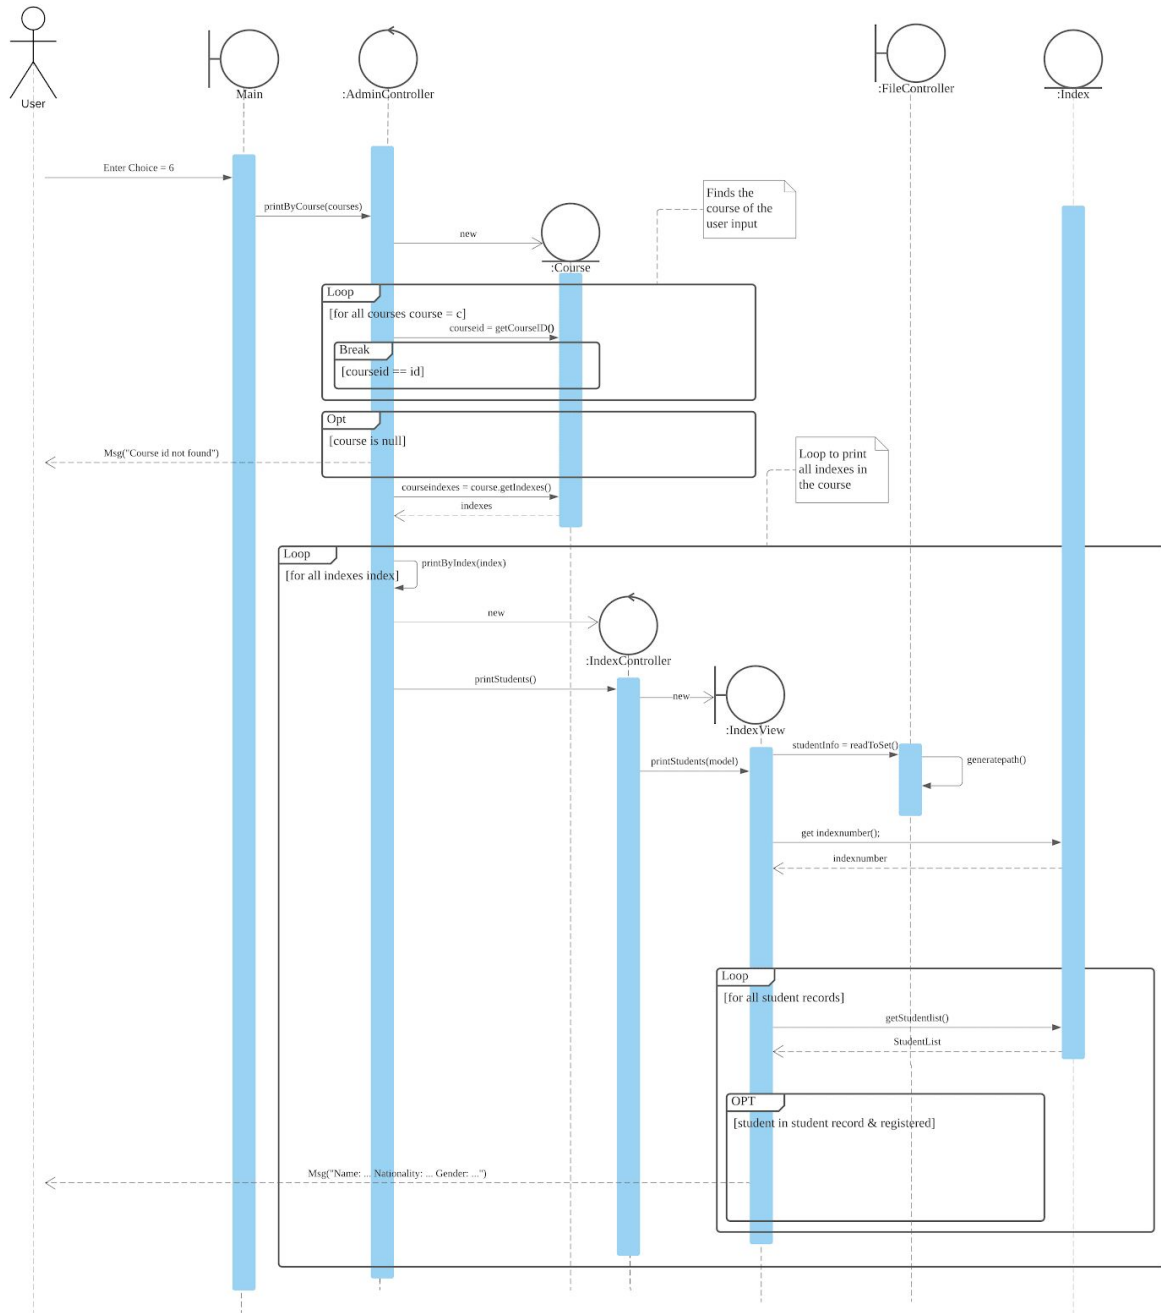 User
Main
:AdminController
:FileController
:Index
Enter Choice = 6
printByCourse(courses)
Finds the
course of the
user input
new
:Course
Loop
[for all courses course = c]
courseid = getCourseID()
Break
[courseid == id]
Opt
[course is null]
Msg("Course id not found")
Loop to print
all indexes in
the course
courseindexes = course.getIndexes()
indexes
Loop
[for all indexes index]
printByIndex(index)
new
:IndexController
printStudents()
new
:IndexView
studentInfo = readToSet()
printStudents(model)
generatepath()
get indexnumber();
indexnumber
Loop
[for all student records]
getStudentlist()
StudentList
OPT
[student in student record & registered]
Msg("Name: ... Nationality: ... Gender: ...")